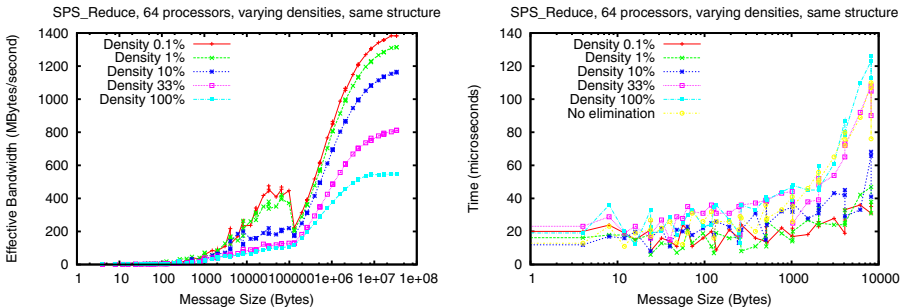 SPS_Reduce, 64 processors, varying densities, same structure
Effective Bandwidth (MBytes/second)
1400
1200
1000
800
600
400
200
0
Density 0.1%
Density 1%
Density 10%
Density 33%
Density 100%
1 10 100 1000 10000 100000 1e+06 1e+07 1e+08
Message Size (Bytes)
SPS_Reduce, 64 processors, varying densities, same structure
Time (microseconds)
140
120
100
80
60
40
20
0
Density 0.1%
Density 1%
Density 10%
Density 33%
Density 100%
No elimination
1 10 100 1000 10000
Message Size (Bytes)